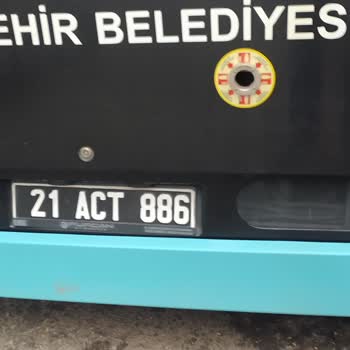 EHİR BELEDİYES
21 ACT 886